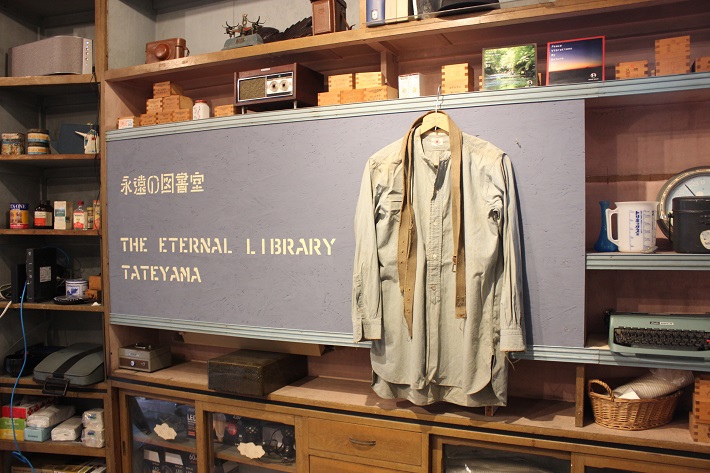 永遠の図書室
THE ETERNAL LIBRARY
TATEYAMA